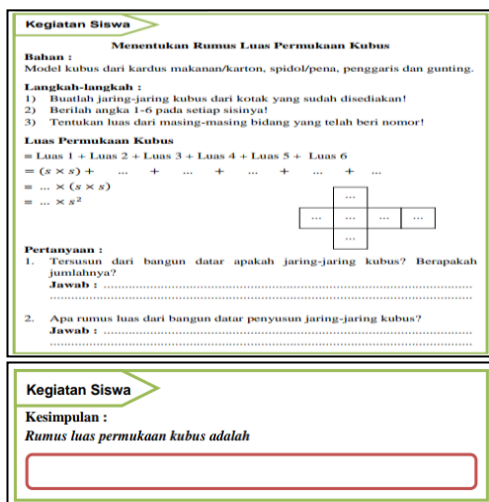 Kegiatan Siswa
Menentukan Rumus Luas Permukaan Kubus
Bahan :
Model kubus dari kardus makanan/karton, spidol/pena, penggaris dan gunting.
Langkah-langkah :
1) Buatlah jaring-jaring kubus dari kotak yang sudah disediakan!
2) Berilah angka 1-6 pada setiap sisinya!
3) Tentukan luas dari masing-masing bidang yang telah beri nomor!
Luas Permukaan Kubus
= Luas 1 + Luas 2 + Luas 3 + Luas 4 + Luas 5 + Luas 6
= (s × s) + ... + ... + ... + ... + ...
= ... × (s × s)
= ... × s²
...
... ... ... ...
...
Pertanyaan :
1. Tersusun dari bangun datar apakah jaring-jaring kubus? Berapakah
jumlahnya?
Jawab : ................................................................................
................................................................................
2. Apa rumus luas dari bangun datar penyusun jaring-jaring kubus?
Jawab : ................................................................................
................................................................................
Kegiatan Siswa
Kesimpulan :
Rumus luas permukaan kubus adalah